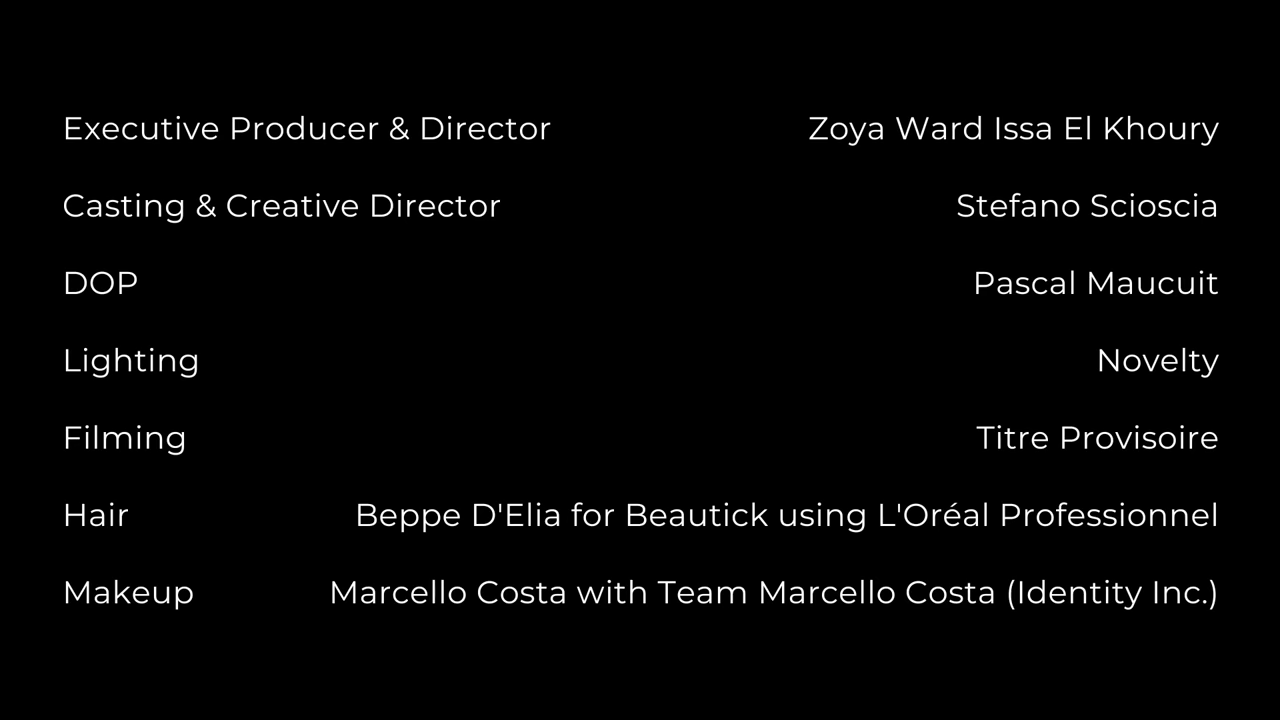 Executive Producer & Director Zoya Ward Issa El Khoury
Casting & Creative Director Stefano Scioscia
DOP Pascal Maucuit
Lighting Novelty
Filming Titre Provisoire
Hair Beppe D'Elia for Beautick using L'Oréal Professionnel
Makeup Marcello Costa with Team Marcello Costa (Identity Inc.)